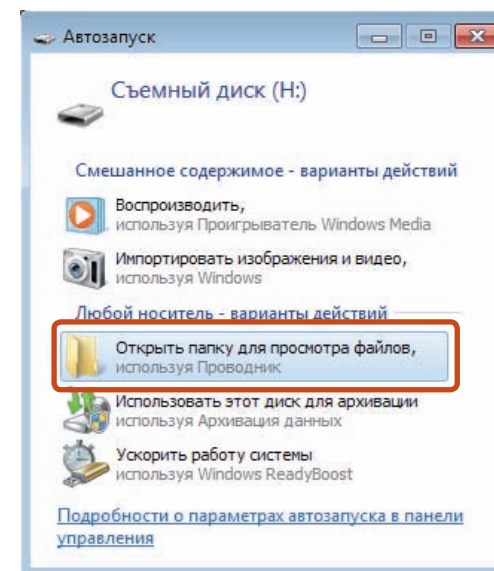 Автозапуск
Съемный диск (H:)
Смешанное содержимое - варианты действий
Воспроизводить,
используя Проигрыватель Windows Media
Импортировать изображения и видео,
используя Windows
Любой носитель - варианты действий
Открыть папку для просмотра файлов,
используя Проводник
Использовать этот диск для архивации
используя Архивация данных
Ускорить работу системы
используя Windows ReadyBoost
Подробности о параметрах автозапуска в панели
управления